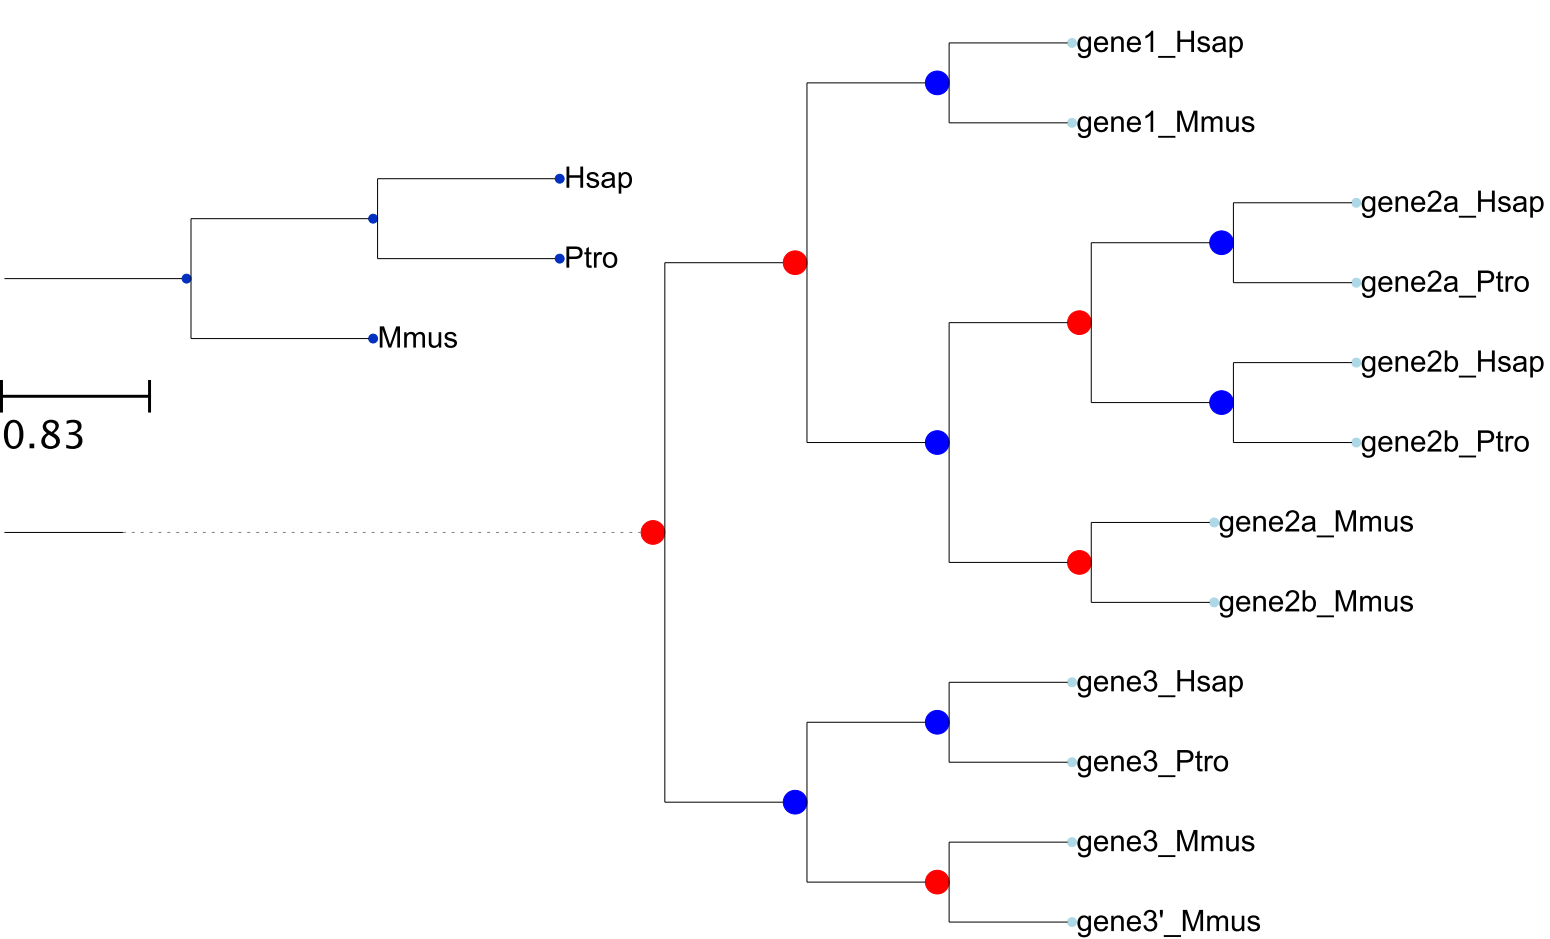 Hsap
Ptro
Mmus
0.83
gene1_Hsap
gene1_Mmus
gene2a_Hsap
gene2a_Ptro
gene2b_Hsap
gene2b_Ptro
gene2a_Mmus
gene2b_Mmus
gene3_Hsap
gene3_Ptro
gene3_Mmus
gene3'_Mmus